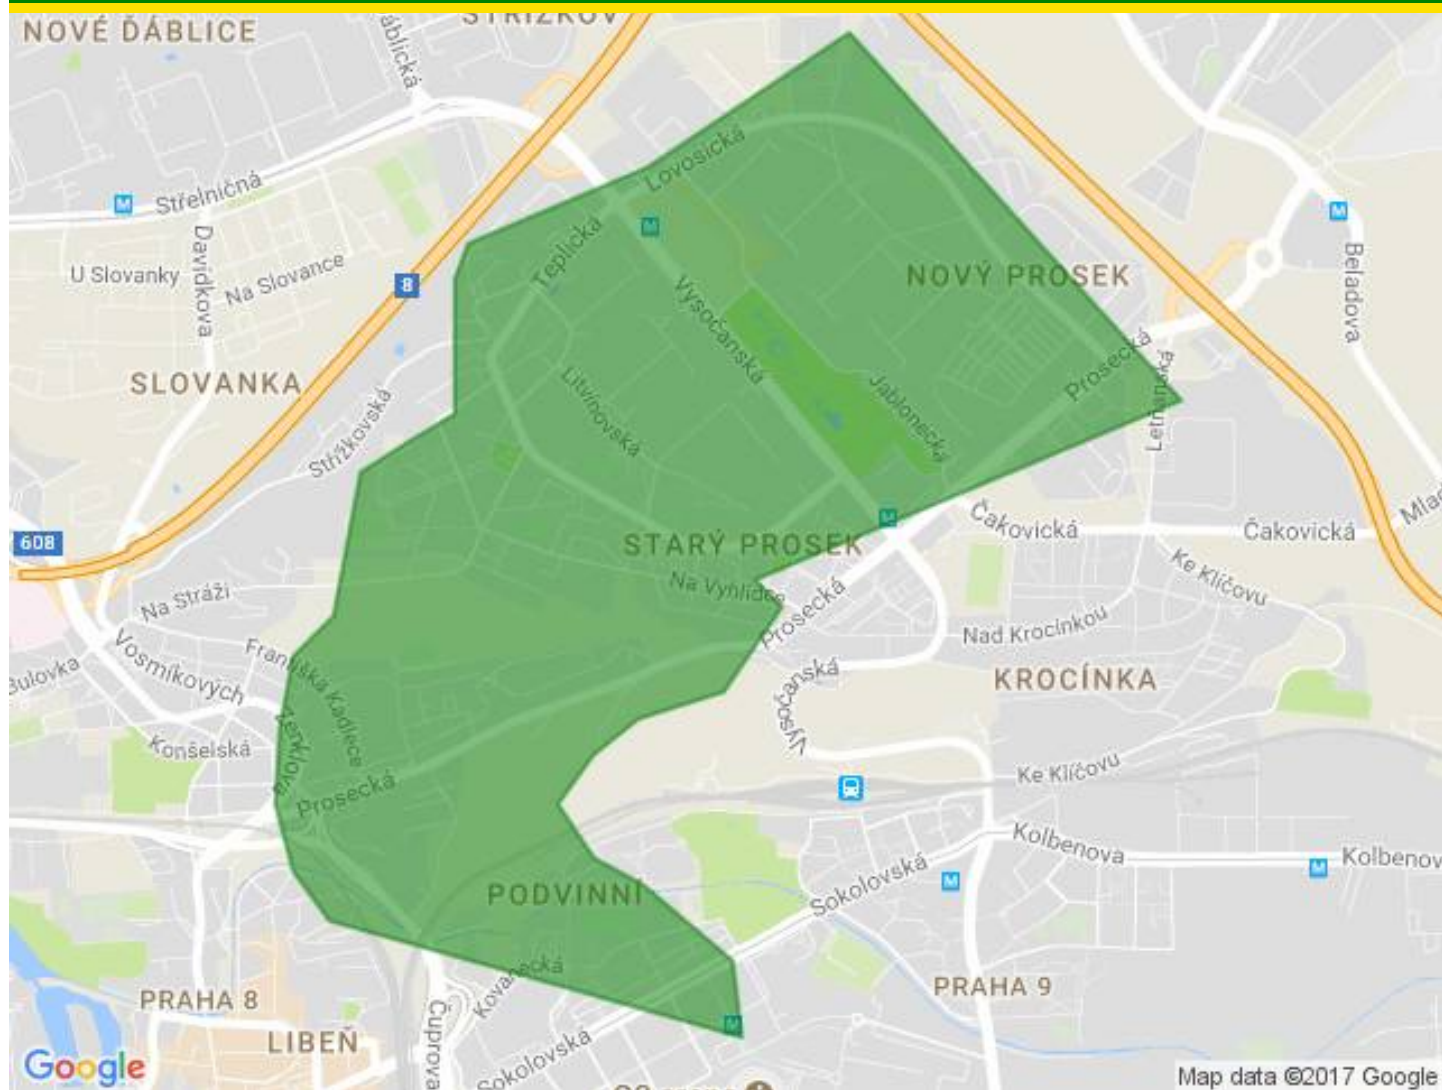 NOVÉ ĎÁBLICE
STŘÍŽKOV
Ďáblická
Střelničná
M
Lovosická
M
M
Teplická
Davídkova
U Slovanky
Na Slovance
8
Vysočanská
NOVÝ PROSEK
Beladova
SLOVANKA
Střížkovská
Litvínovská
Jablonecká
Prosecká
Letňanská
608
STARÝ PROSEK
M
Čakovická
Čakovická
Na Stráži
Na Vyhlídce
Prosecká
Ke Klíčovu
Bulovka
Vosmíkových
Františka Kadlece
Nad Krocínkou
Vysočanská
KROCÍNKA
Zenklova
Konšelská
Vysočanská
Prosecká
Ke Klíčovu
Kolbenova
Kolbenov
M
M
Sokolovská
PODVINNÍ
Kovanecká
PRAHA 8
PRAHA 9
M
LIBEŇ
Čuprova
Sokolovská
Google
Map data ©2017 Google